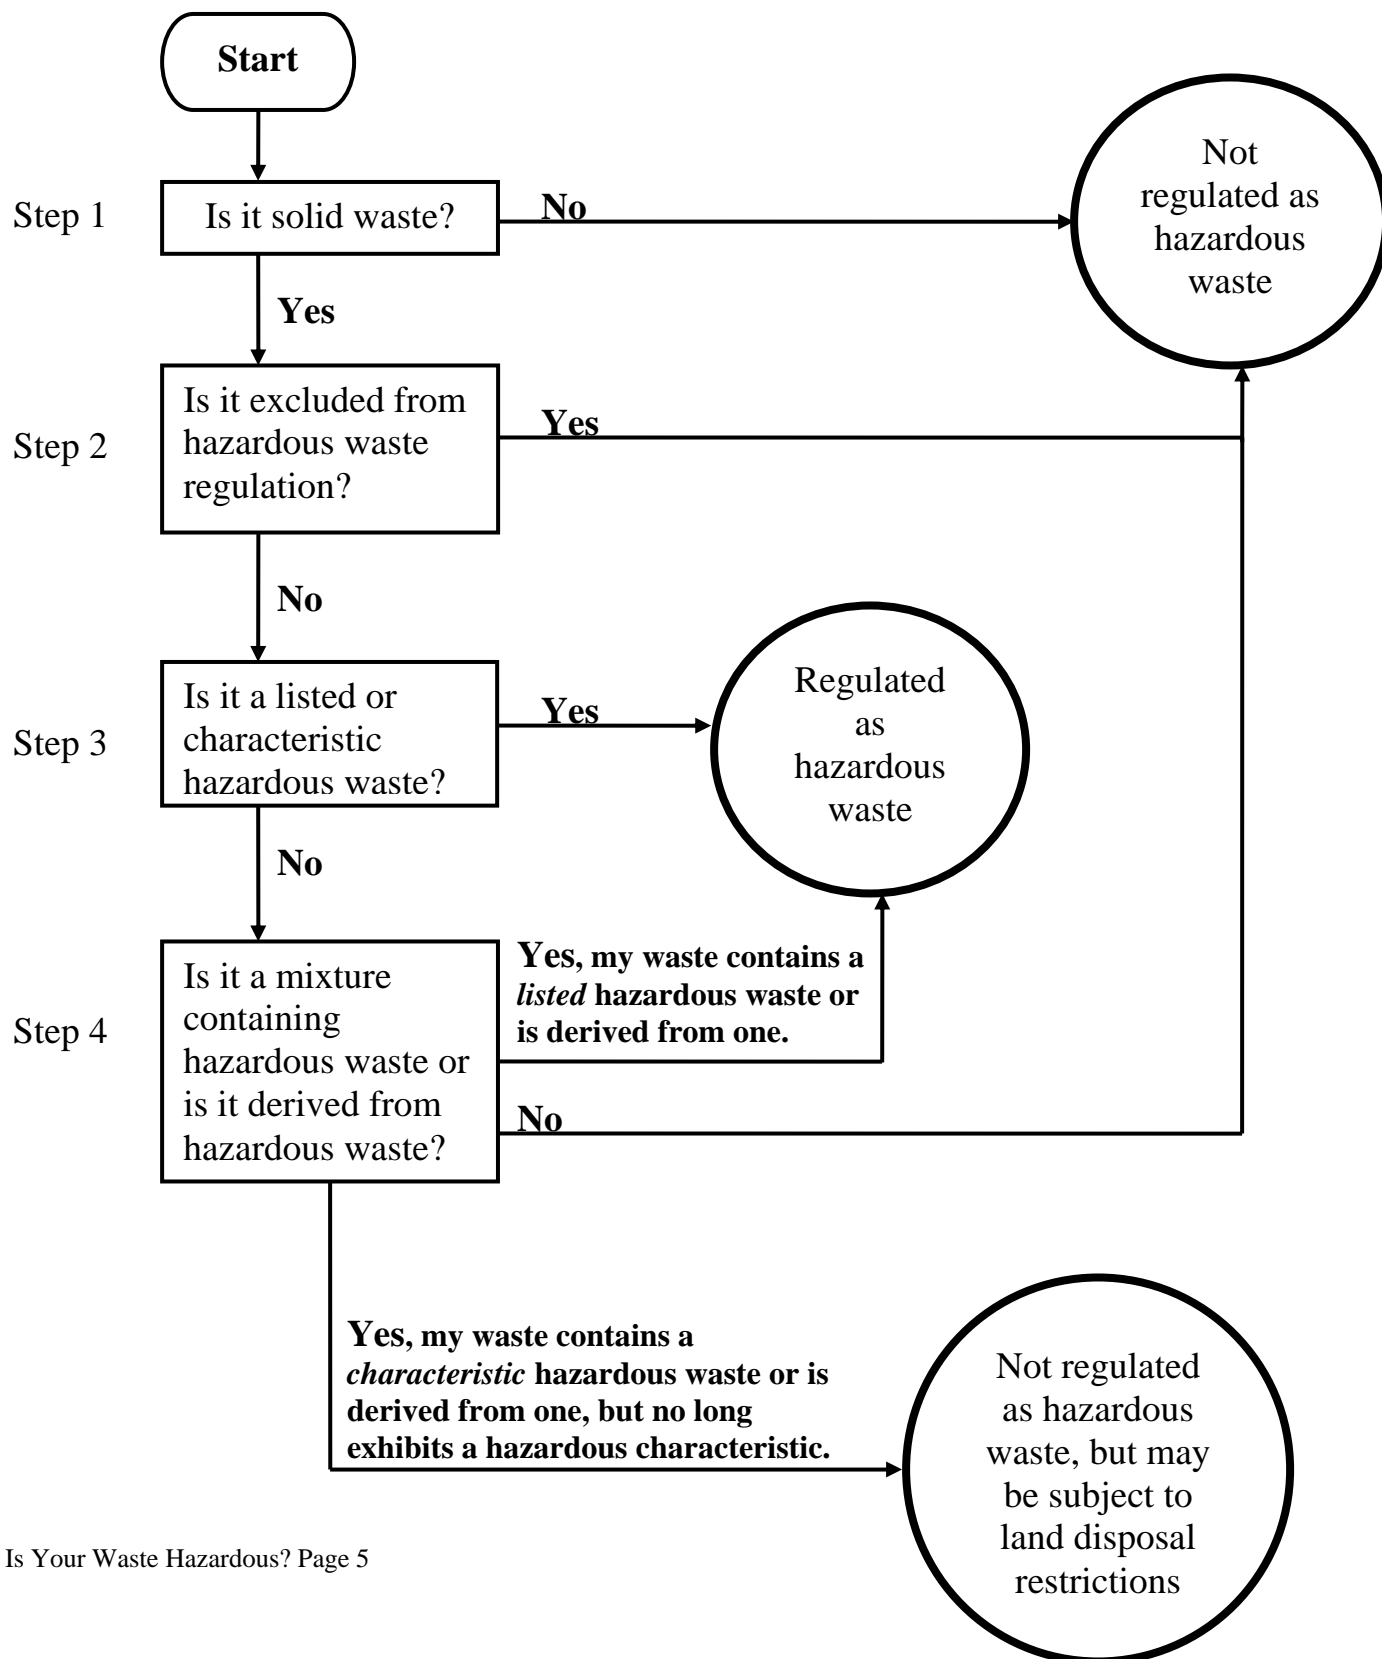 Start
Not
regulated as
hazardous
waste
Step 1
Is it solid waste?
No
Yes
Step 2
Is it excluded from
hazardous waste
regulation?
Yes
No
Step 3
Is it a listed or
characteristic
hazardous waste?
Yes
Regulated
as
hazardous
waste
No
Step 4
Is it a mixture
containing
hazardous waste or
is it derived from
hazardous waste?
Yes, my waste contains a
listed hazardous waste or
is derived from one.
No
Yes, my waste contains a
characteristic hazardous waste or is
derived from one, but no long
exhibits a hazardous characteristic.
Not regulated
as hazardous
waste, but may
be subject to
land disposal
restrictions
Is Your Waste Hazardous? Page 5